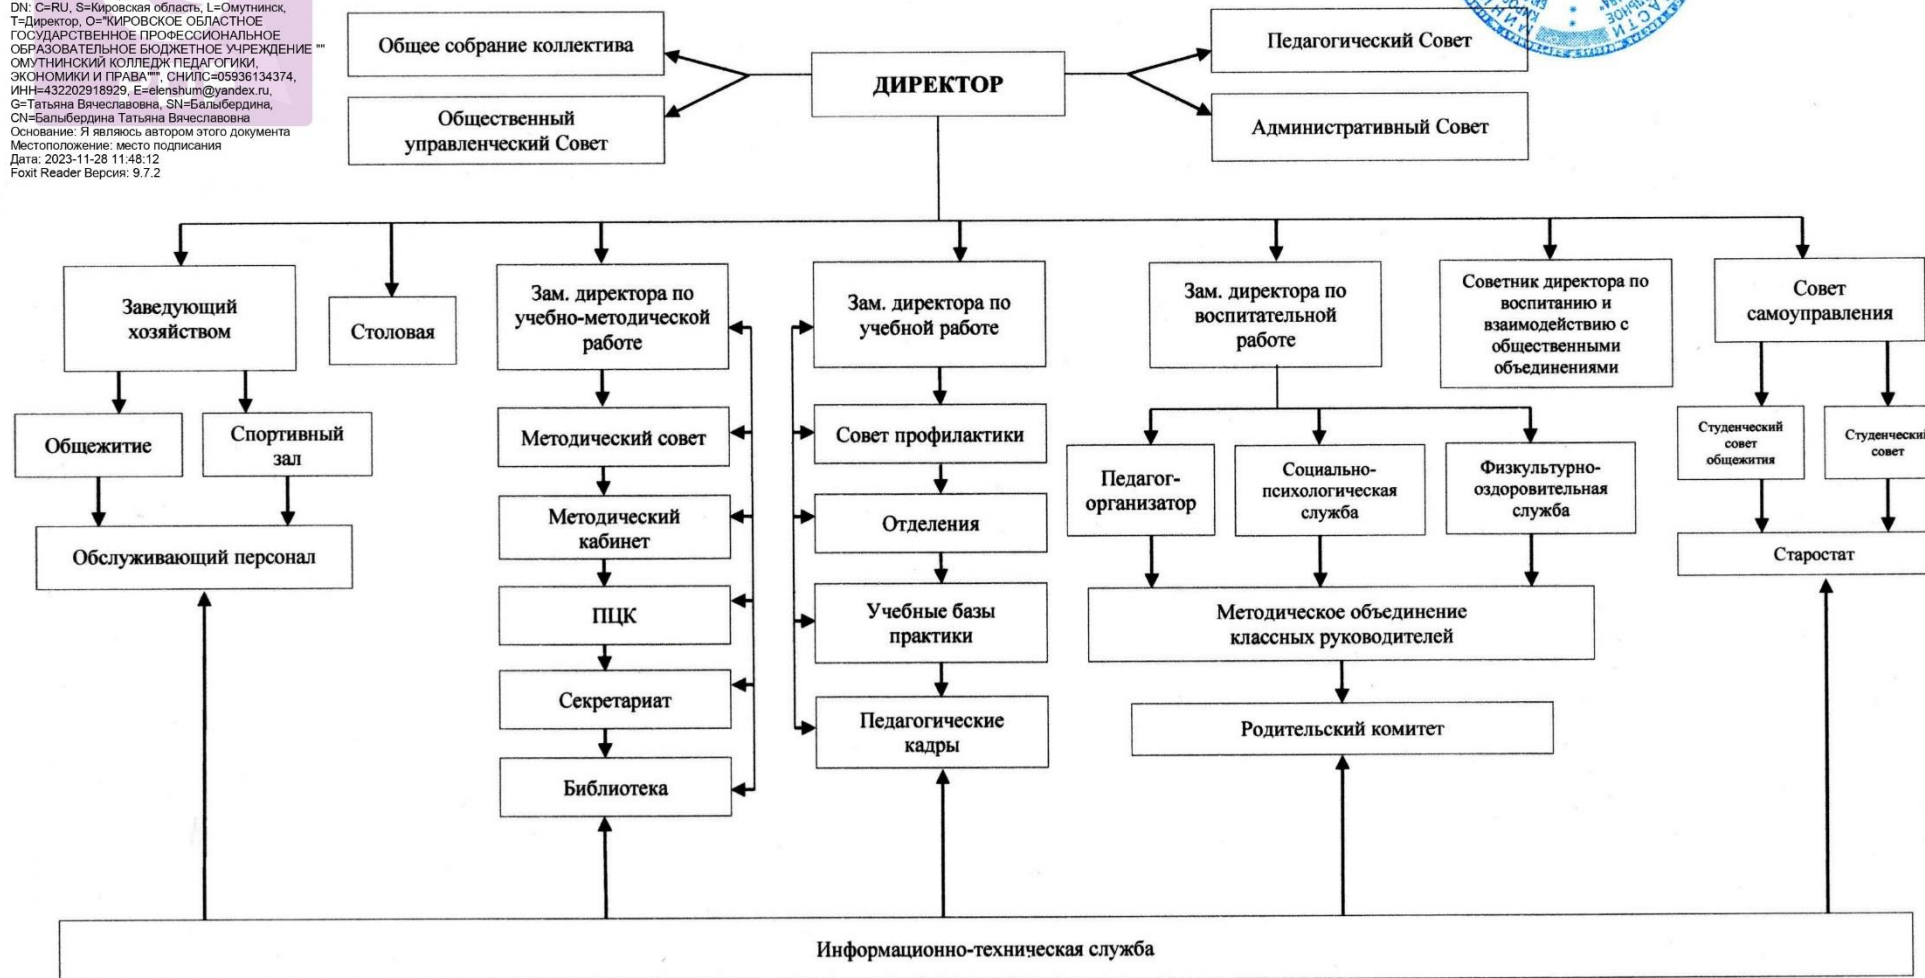 DN: C=RU, S=Кировская область, L=Омутнинск,
T=Директор, O="КИРОВСКОЕ ОБЛАСТНОЕ
ГОСУДАРСТВЕННОЕ ПРОФЕССИОНАЛЬНОЕ
ОБРАЗОВАТЕЛЬНОЕ БЮДЖЕТНОЕ УЧРЕЖДЕНИЕ ""
ОМУТНИНСКИЙ КОЛЛЕДЖ ПЕДАГОГИКИ,
ЭКОНОМИКИ И ПРАВА""", СНИЛС=05936134374,
ИНН=432202918929, E=elenshum@yandex.ru,
G=Татьяна Вячеславовна, SN=Балыбердина,
CN=Балыбердина Татьяна Вячеславовна
Основание: Я являюсь автором этого документа
Местоположение: место подписания
Дата: 2023-11-28 11:48:12
Foxit Reader Версия: 9.7.2
Общее собрание коллектива
Общественный
управленческий Совет
ДИРЕКТОР
Педагогический Совет
Административный Совет
Заведующий
хозяйством
Столовая
Зам. директора по
учебно-методической
работе
Зам. директора по
учебной работе
Зам. директора по
воспитательной
работе
Советник директора по
воспитанию и
взаимодействию с
общественными
объединениями
Совет
самоуправления
Общежитие
Спортивный
зал
Обслуживающий персонал
Методический совет
Методический
кабинет
ПЦК
Секретариат
Библиотека
Совет профилактики
Отделения
Учебные базы
практики
Педагогические
кадры
Педагог-
организатор
Социально-
психологическая
служба
Физкультурно-
оздоровительная
служба
Методическое объединение
классных руководителей
Родительский комитет
Студенческий
совет
общежития
Студенческий
совет
Старостат
Информационно-техническая служба